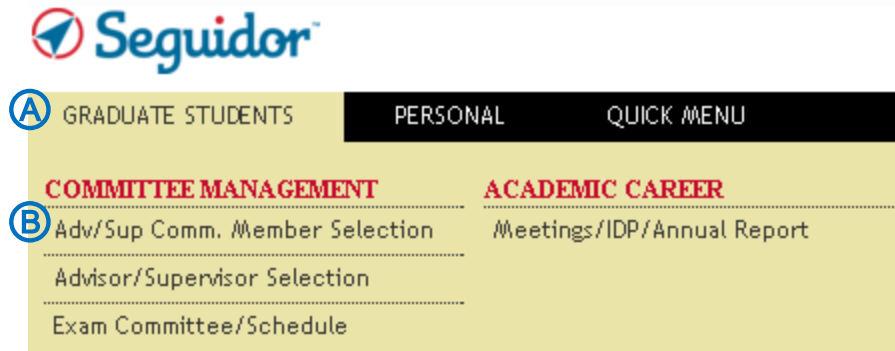 Seguidor™
A GRADUATE STUDENTS PERSONAL QUICK MENU
COMMITTEE MANAGEMENT ACADEMIC CAREER
B Adv/Sup Comm. Member Selection Meetings/IDP/Annual Report
Advisor/Supervisor Selection
Exam Committee/Schedule